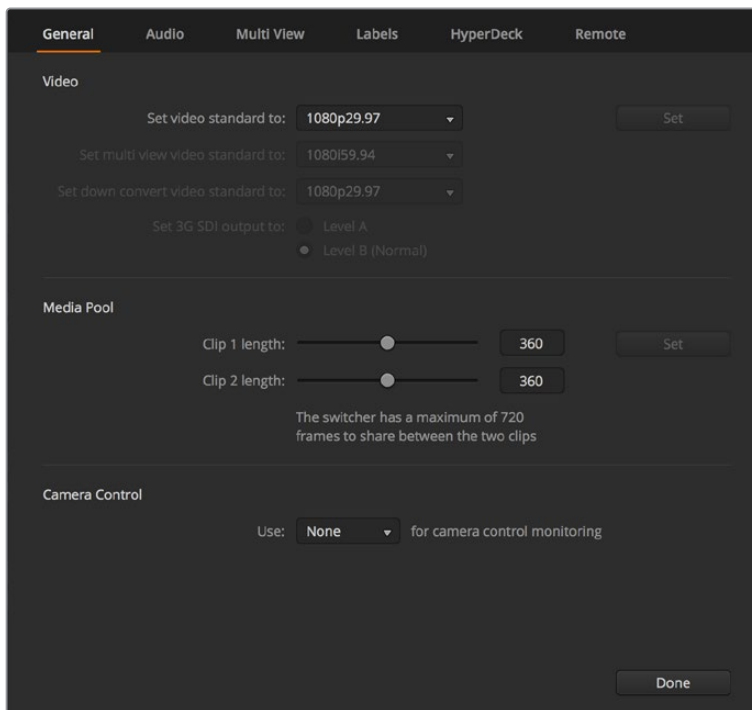 General Audio Multi View Labels HyperDeck Remote
Video
Set video standard to: 1080p29.97 Set
Set multi view video standard to: 1080i59.94
Set down convert video standard to: 1080p29.97
Set 3G SDI output to: Level A
Level B (Normal)
Media Pool
Clip 1 length: 360 Set
Clip 2 length: 360
The switcher has a maximum of 720
frames to share between the two clips
Camera Control
Use: None for camera control monitoring
Done